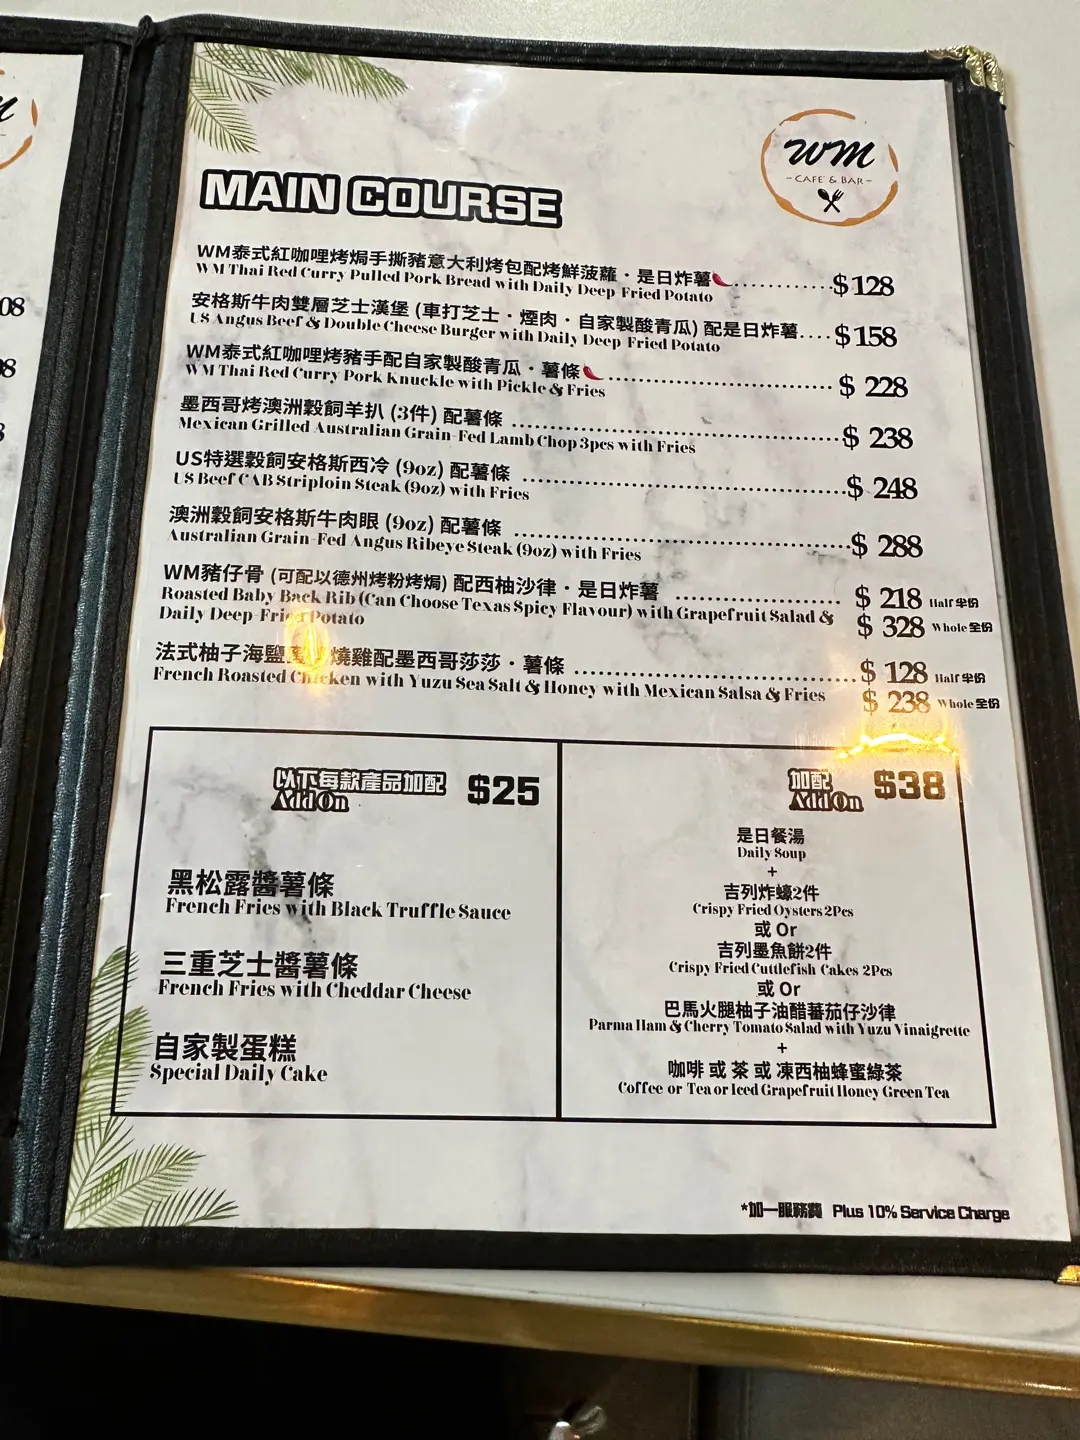 WM
- CAFE & BAR -
MAIN COURSE
WM泰式紅咖哩烤焗手撕豬意大利烤包配烤鮮菠蘿・是日炸薯 $128
WM Thai Red Curry Pulled Pork Bread with Daily Deep Fried Potato
安格斯牛肉雙層芝士漢堡 (車打芝士・煙肉・自家製酸青瓜) 配是日炸薯 $158
US Angus Beef & Double Cheese Burger with Daily Deep Fried Potato
WM泰式紅咖哩烤豬手配自家製酸青瓜・薯條 $ 228
WM Thai Red Curry Pork Knuckle with Pickle & Fries
墨西哥烤澳洲穀飼羊扒 (3件) 配薯條 $ 238
Mexican Grilled Australian Grain-Fed Lamb Chop 3pcs with Fries
US特選穀飼安格斯西冷 (9oz) 配薯條 $ 248
US Beef CAB Striploin Steak (9oz) with Fries
澳洲穀飼安格斯牛肉眼 (9oz) 配薯條 $ 288
Australian Grain-Fed Angus Ribeye Steak (9oz) with Fries
WM豬仔骨 (可配以德州烤粉烤焗) 配西柚沙律・是日炸薯 $ 218 Half 半份
Roasted Baby Back Rib (Can Choose Texas Spicy Flavour) with Grapefruit Salad & $ 328 Whole 全份
Daily Deep-Fried Potato
法式柚子海鹽 燒雞配墨西哥莎莎・薯條 $ 128 Half 半份
French Roasted Chicken with Yuzu Sea Salt & Honey with Mexican Salsa & Fries $ 238 Whole 全份
以下每款產品加配 $25
Add On
黑松露醬薯條
French Fries with Black Truffle Sauce
三重芝士醬薯條
French Fries with Cheddar Cheese
自家製蛋糕
Special Daily Cake
加配 $38
Add On
是日餐湯
Daily Soup
+
吉列炸蠔2件
Crispy Fried Oysters 2Pcs
或 Or
吉列墨魚餅2件
Crispy Fried Cuttlefish Cakes 2Pcs
或 Or
巴馬火腿柚子油醋蕃茄仔沙律
Parma Ham & Cherry Tomato Salad with Yuzu Vinaigrette
+
咖啡 或 茶 或 凍西柚蜂蜜綠茶
Coffee or Tea or Iced Grapefruit Honey Green Tea
*加一服務費 Plus 10% Service Charge